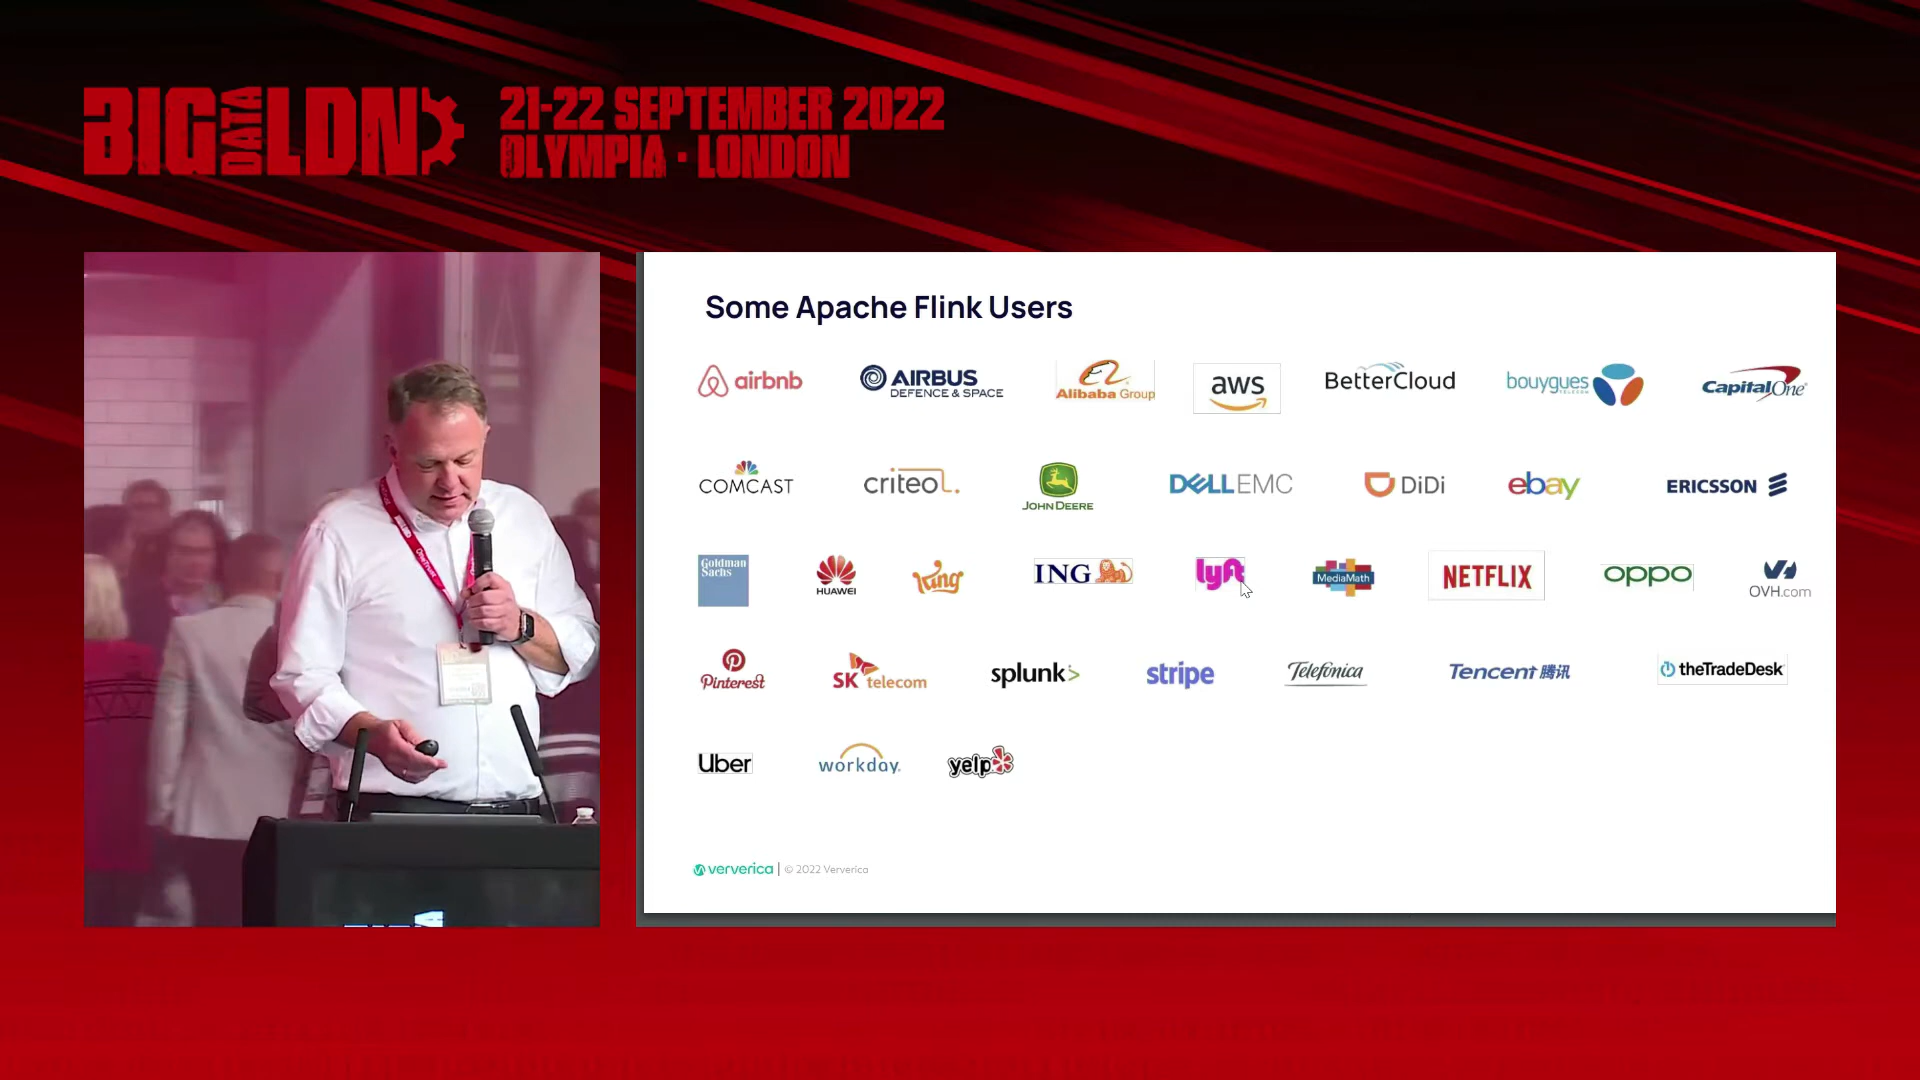 BIG DATA LDN
21-22 SEPTEMBER 2022
OLYMPIA · LONDON
Some Apache Flink Users
airbnb
AIRBUS
DEFENCE & SPACE
Alibaba Group
aws
BetterCloud
bouygues
TELECOM
Capital One
COMCAST
criteo
JOHN DEERE
DELL EMC
DiDi
ebay
ERICSSON
Goldman
Sachs
HUAWEI
King
ING
lyft
MediaMath
NETFLIX
oppo
OVH.com
Pinterest
SK telecom
splunk>
stripe
Telefónica
Tencent 腾讯
theTradeDesk
Uber
workday.
yelp
ververica | © 2022 Ververica